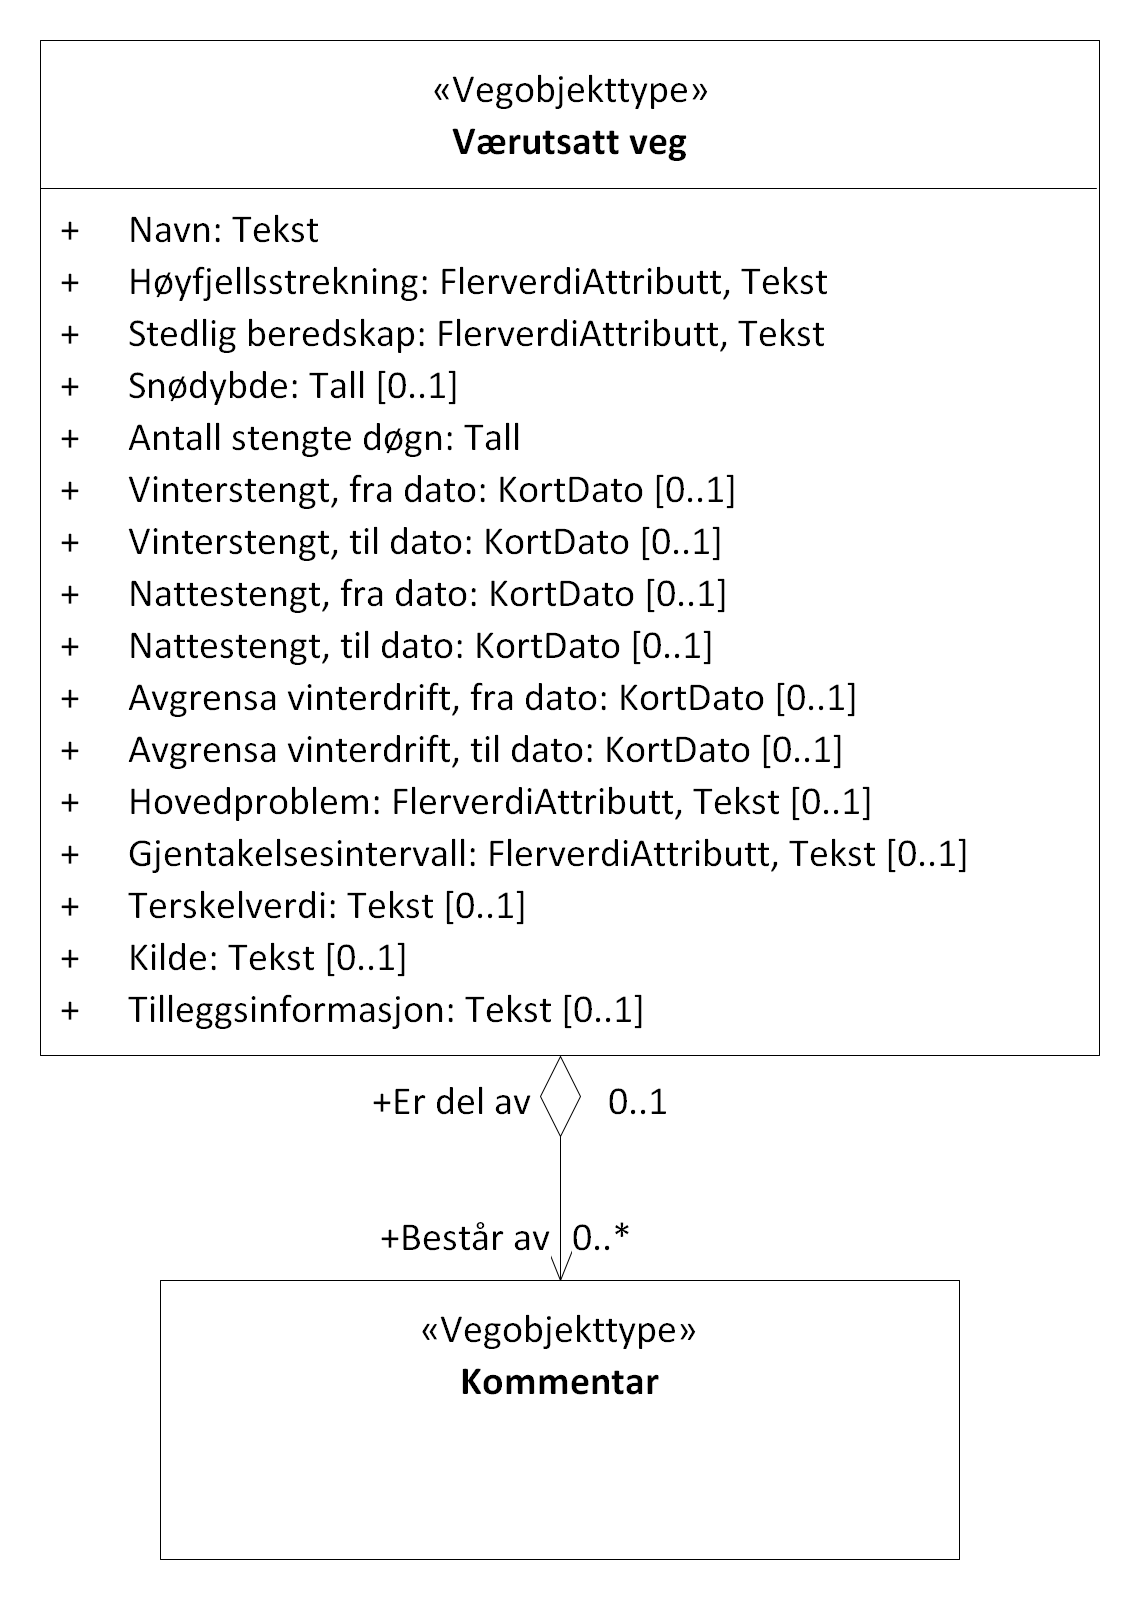 «Vegobjekttype»
Værutsatt veg
+ Navn: Tekst
+ Høyfjellsstrekning: FlerverdiAttributt, Tekst
+ Stedlig beredskap: FlerverdiAttributt, Tekst
+ Snødybde: Tall [0..1]
+ Antall stengte døgn: Tall
+ Vinterstengt, fra dato: KortDato [0..1]
+ Vinterstengt, til dato: KortDato [0..1]
+ Nattestengt, fra dato: KortDato [0..1]
+ Nattestengt, til dato: KortDato [0..1]
+ Avgrensa vinterdrift, fra dato: KortDato [0..1]
+ Avgrensa vinterdrift, til dato: KortDato [0..1]
+ Hovedproblem: FlerverdiAttributt, Tekst [0..1]
+ Gjentakelsesintervall: FlerverdiAttributt, Tekst [0..1]
+ Terskelverdi: Tekst [0..1]
+ Kilde: Tekst [0..1]
+ Tilleggsinformasjon: Tekst [0..1]
+Er del av 0..1
+Består av 0..*
«Vegobjekttype»
Kommentar